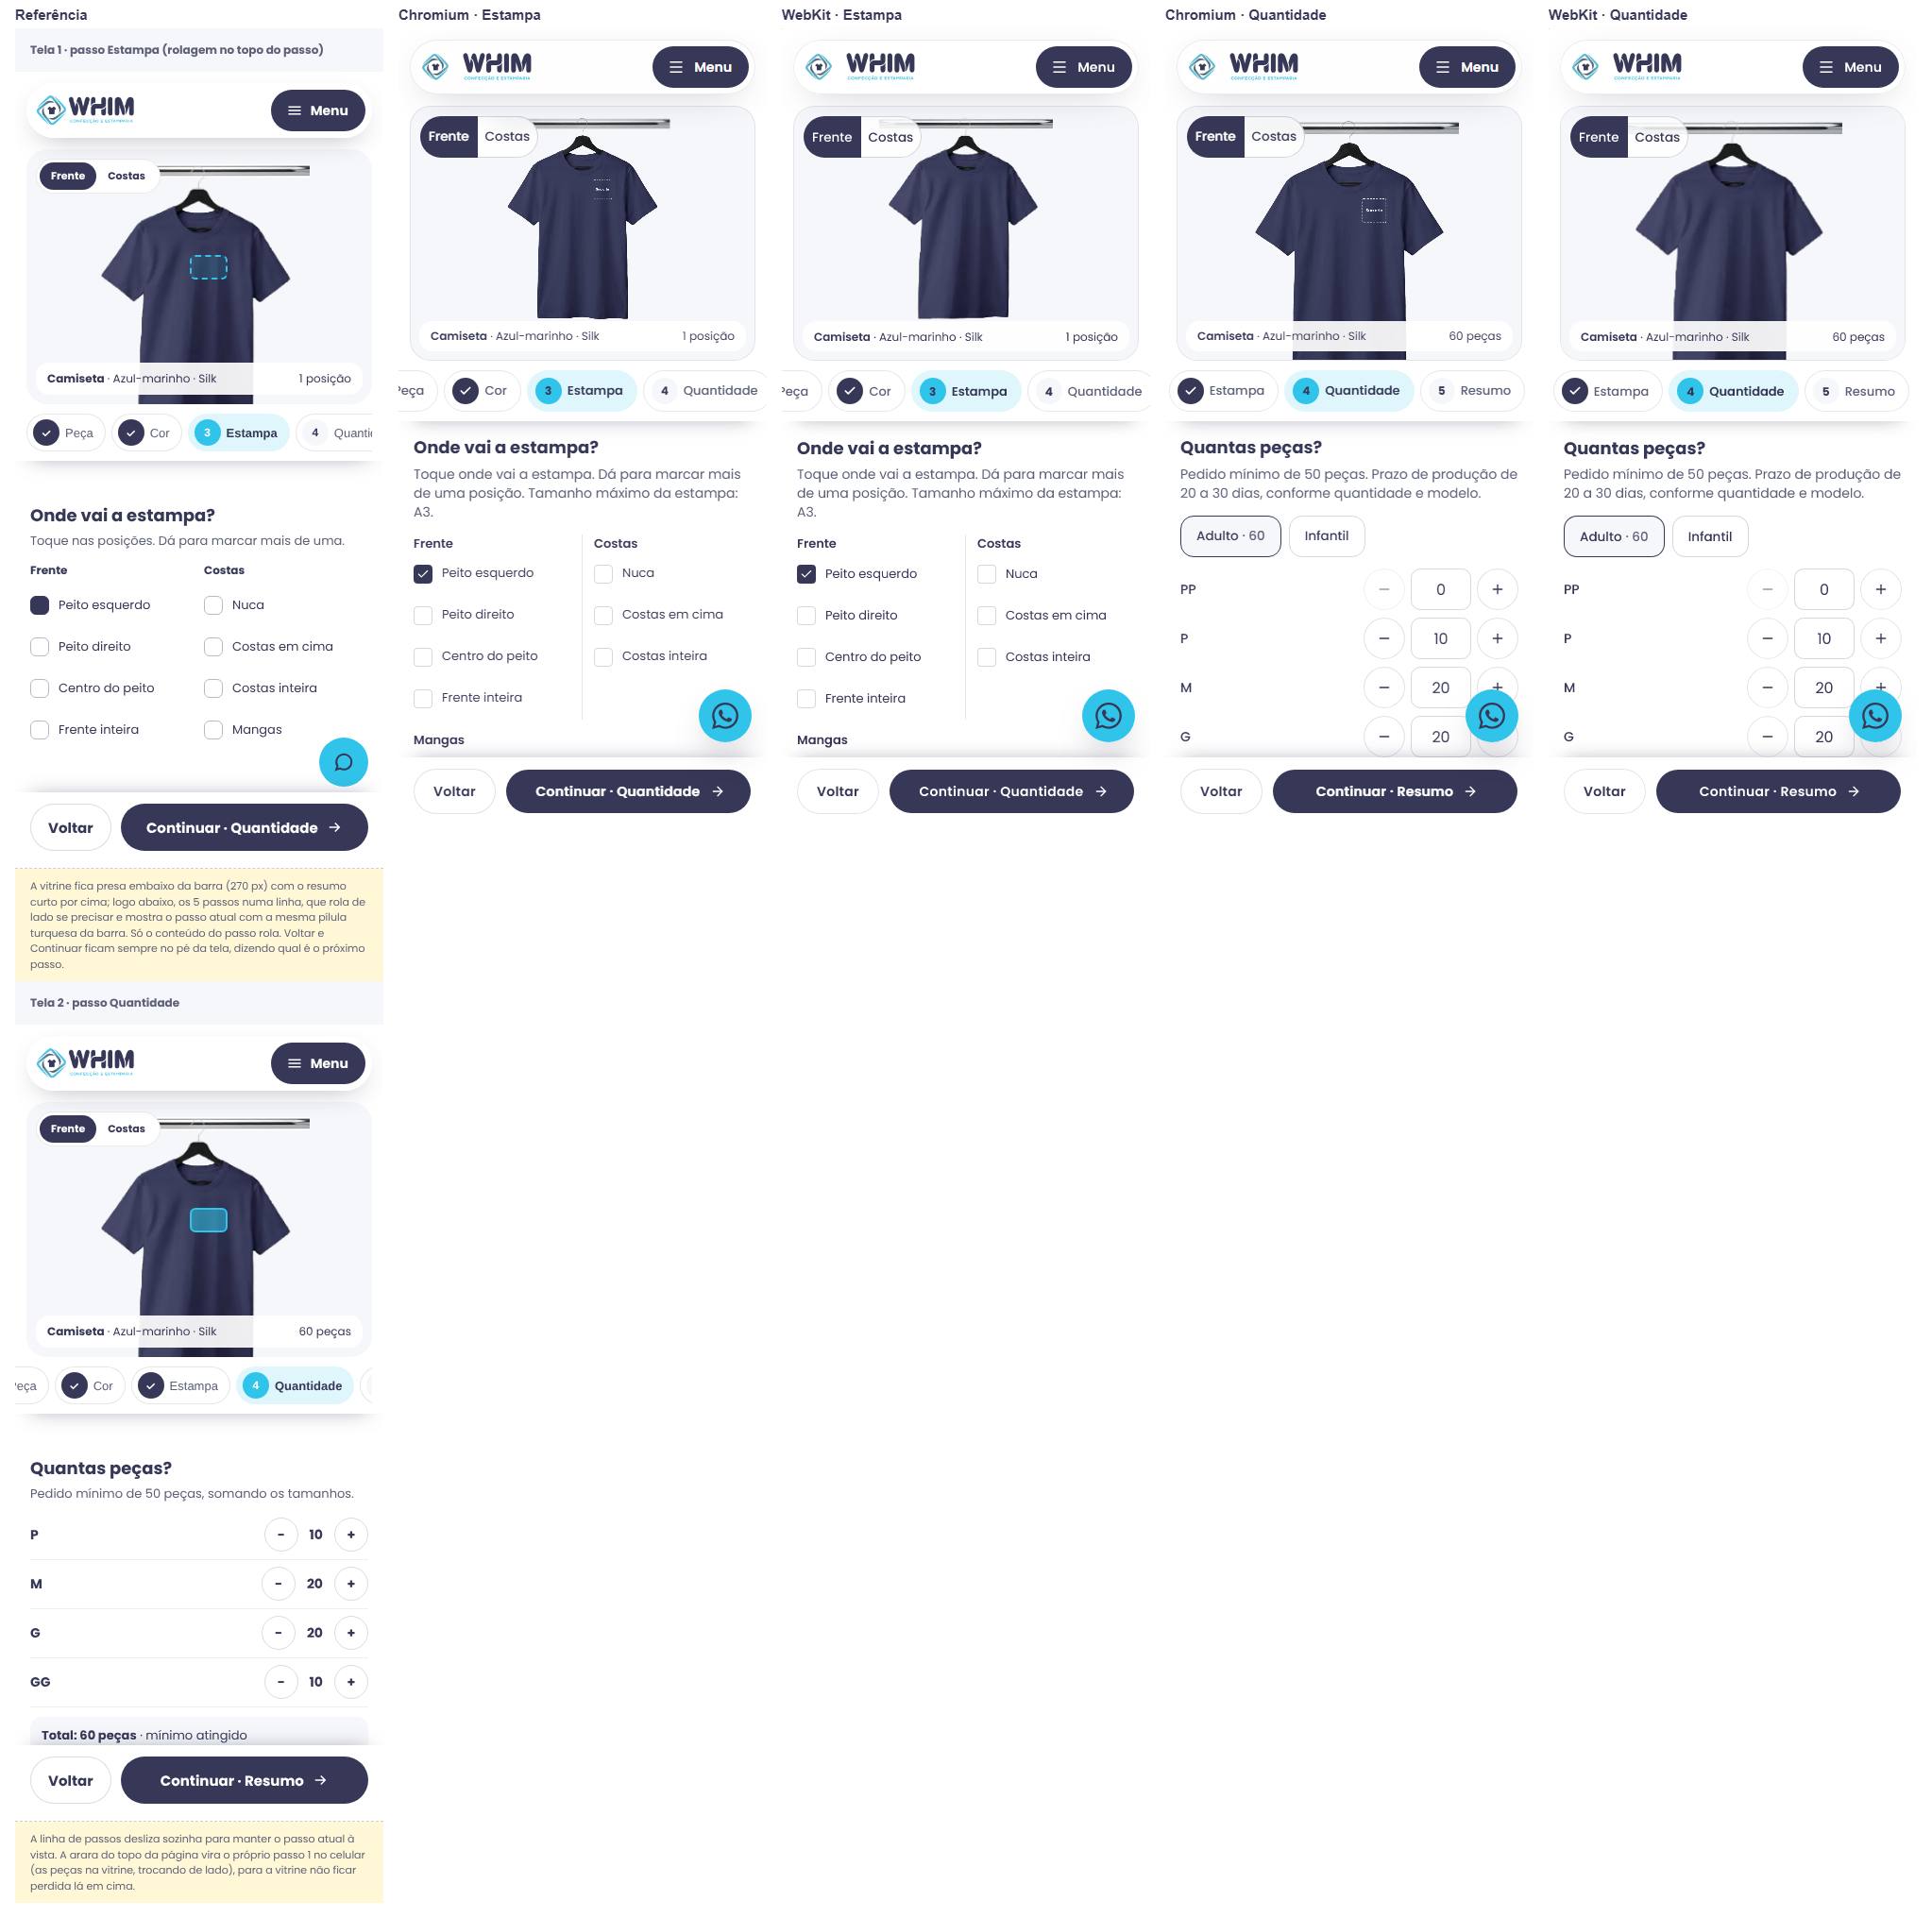 Referência
Tela 1 · passo Estampa (rolagem no topo do passo)
WHIM
CONFECÇÃO E ESTAMPARIA
Menu
Frente
Costas
Camiseta · Azul-marinho · Silk
1 posição
Peça
Cor
3
Estampa
4
Onde vai a estampa?
Toque nas posições. Dá para marcar mais de uma.
Frente
Costas
Peito esquerdo
Nuca
Peito direito
Costas em cima
Centro do peito
Costas inteira
Frente inteira
Mangas
Voltar
Continuar · Quantidade
A vitrine fica presa embaixo da barra (270 px) com o resumo
curto por cima; logo abaixo, os 5 passos numa linha, que rola de
lado se precisar e mostra o passo atual com a mesma pílula
turquesa da barra. Só o conteúdo do passo rola. Voltar e
Continuar ficam sempre no pé da tela, dizendo qual é o próximo
passo.
Tela 2 · passo Quantidade
WHIM
CONFECÇÃO E ESTAMPARIA
Menu
Frente
Costas
Camiseta · Azul-marinho · Silk
60 peças
Cor
Estampa
4
Quantidade
Quantas peças?
Pedido mínimo de 50 peças, somando os tamanhos.
P
-
10
+
M
-
20
+
G
-
20
+
GG
-
10
+
Total: 60 peças · mínimo atingido
Voltar
Continuar · Resumo
A linha de passos desliza sozinha para manter o passo atual à
vista. A arara do topo da página vira o próprio passo 1 no celular
(as peças na vitrine, trocando de lado), para a vitrine não ficar
perdida lá em cima.
Chromium · Estampa
WHIM
CONFECÇÃO E ESTAMPARIA
Menu
Frente
Costas
Camiseta · Azul-marinho · Silk
1 posição
Peça
Cor
3
Estampa
4
Quantidade
Onde vai a estampa?
Toque onde vai a estampa. Dá para marcar mais
de uma posição. Tamanho máximo da estampa:
A3.
Frente
Costas
Peito esquerdo
Nuca
Peito direito
Costas em cima
Centro do peito
Costas inteira
Frente inteira
Mangas
Voltar
Continuar · Quantidade
WebKit · Estampa
WHIM
CONFECÇÃO E ESTAMPARIA
Menu
Frente
Costas
Camiseta · Azul-marinho · Silk
1 posição
Peça
Cor
3
Estampa
4
Quantidade
Onde vai a estampa?
Toque onde vai a estampa. Dá para marcar mais
de uma posição. Tamanho máximo da estampa:
A3.
Frente
Costas
Peito esquerdo
Nuca
Peito direito
Costas em cima
Centro do peito
Costas inteira
Frente inteira
Mangas
Voltar
Continuar · Quantidade
Chromium · Quantidade
WHIM
CONFECÇÃO E ESTAMPARIA
Menu
Frente
Costas
Camiseta · Azul-marinho · Silk
60 peças
Estampa
4
Quantidade
5
Resumo
Quantas peças?
Pedido mínimo de 50 peças. Prazo de produção de
20 a 30 dias, conforme quantidade e modelo.
Adulto · 60
Infantil
PP
−
0
+
P
−
10
+
M
−
20
+
G
−
20
Voltar
Continuar · Resumo
WebKit · Quantidade
WHIM
CONFECÇÃO E ESTAMPARIA
Menu
Frente
Costas
Camiseta · Azul-marinho · Silk
60 peças
Estampa
4
Quantidade
5
Resumo
Quantas peças?
Pedido mínimo de 50 peças. Prazo de produção de
20 a 30 dias, conforme quantidade e modelo.
Adulto · 60
Infantil
PP
−
0
+
P
−
10
+
M
−
20
+
G
−
20
Voltar
Continuar · Resumo